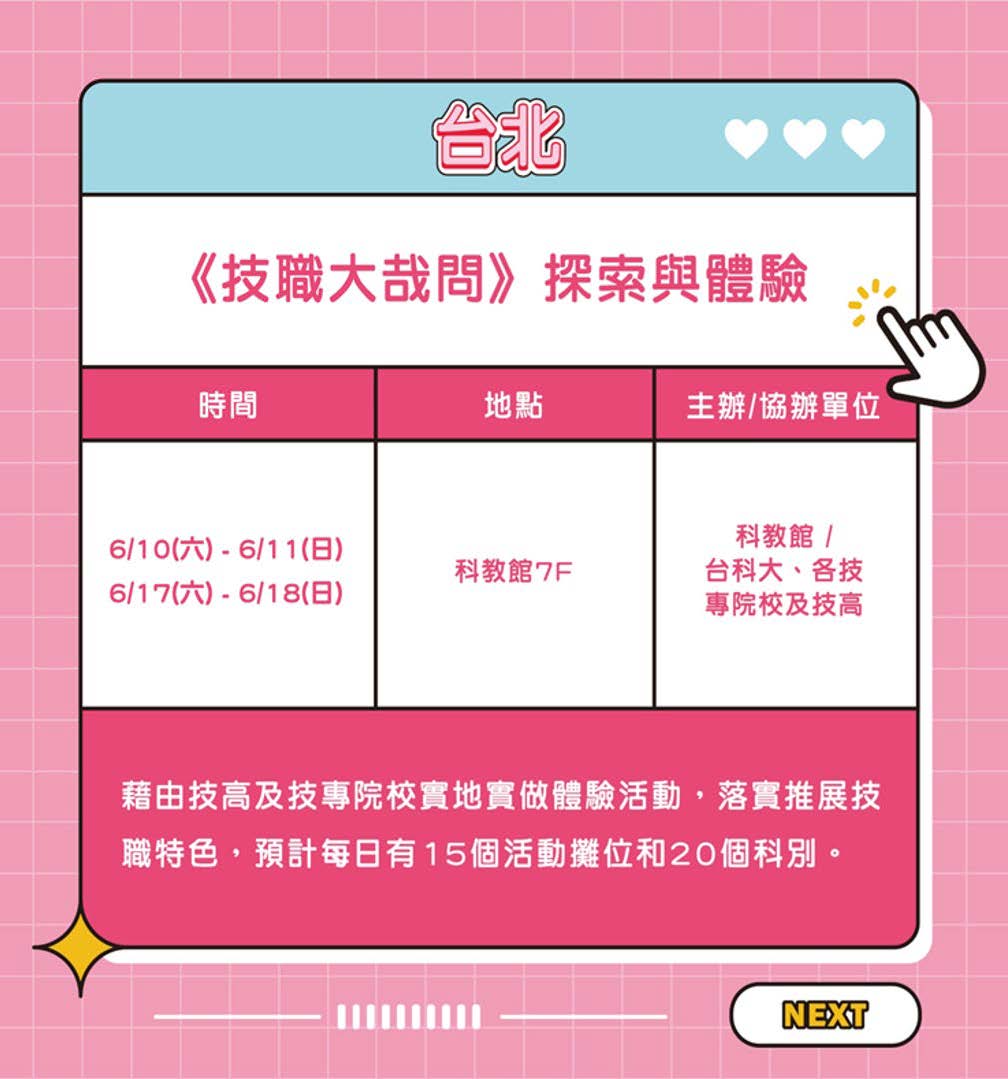 台北
《技職大哉問》探索與體驗
時間
地點
主辦/協辦單位
6/10(六) - 6/11(日)
6/17(六) - 6/18(日)
科教館7F
科教館 /
台科大、各技
專院校及技高
藉由技高及技專院校實地實做體驗活動，落實推展技
職特色，預計每日有15個活動攤位和20個科別。
NEXT